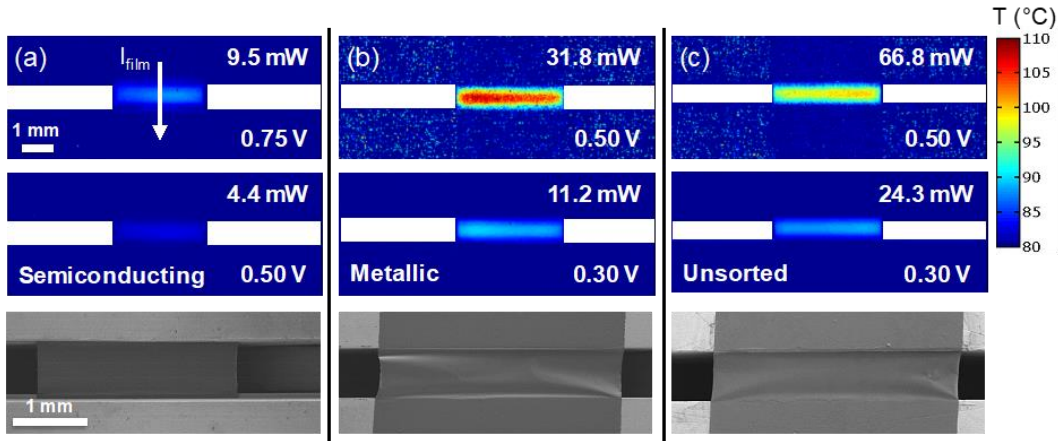 T (°C)
(a)
I_film
9.5 mW
1 mm
0.75 V
(b)
31.8 mW
0.50 V
(c)
66.8 mW
0.50 V
110
105
100
95
90
85
80
4.4 mW
Semiconducting
0.50 V
11.2 mW
Metallic
0.30 V
24.3 mW
Unsorted
0.30 V
1 mm